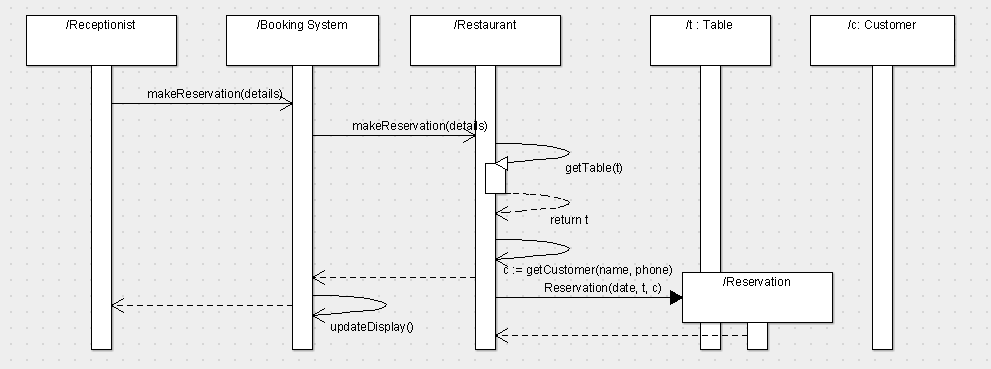 /Receptionist
/Booking System
/Restaurant
/t : Table
/c: Customer
makeReservation(details)
makeReservation(details)
getTable(t)
return t
c := getCustomer(name, phone)
Reservation(date, t, c)
/Reservation
updateDisplay()